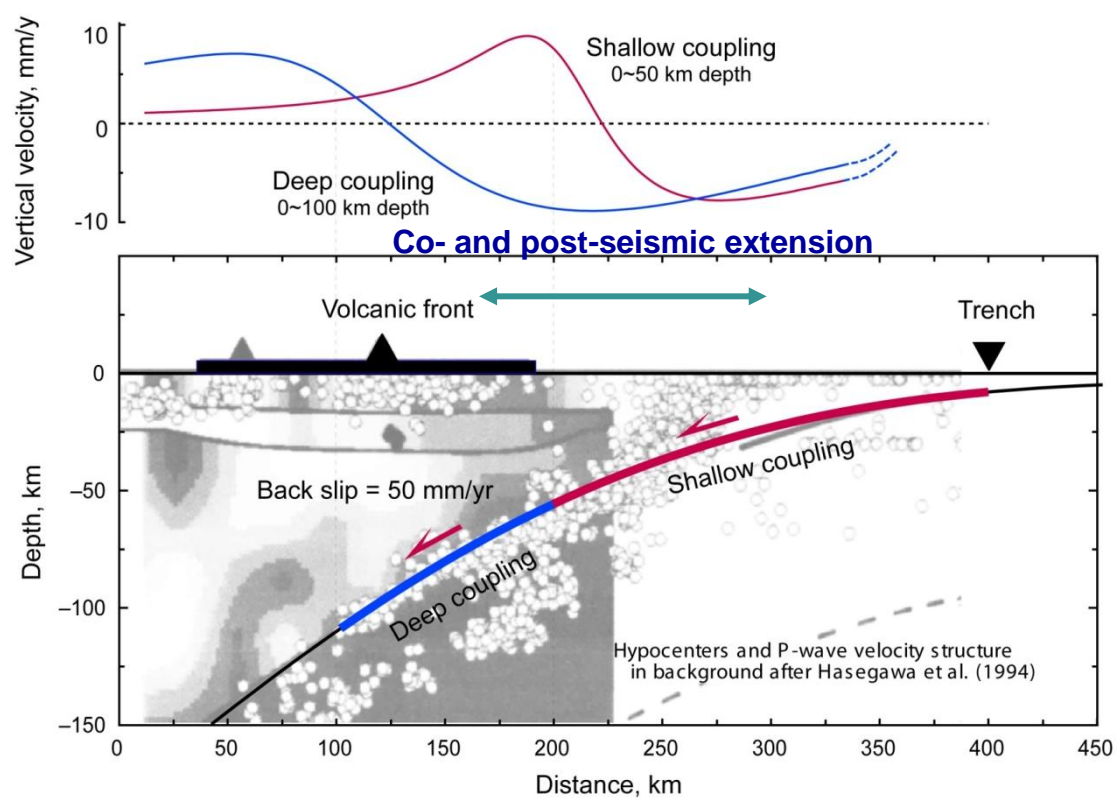 10
0
-10
Vertical velocity, mm/y
Shallow coupling
0~50 km depth
Deep coupling
0~100 km depth
Co- and post-seismic extension
Volcanic front
Trench
0
−50
−100
−150
Depth, km
Back slip = 50 mm/yr
Shallow coupling
Deep coupling
Hypocenters and P-wave velocity structure
in background after Hasegawa et al. (1994)
0 50 100 150 200 250 300 350 400 450
Distance, km